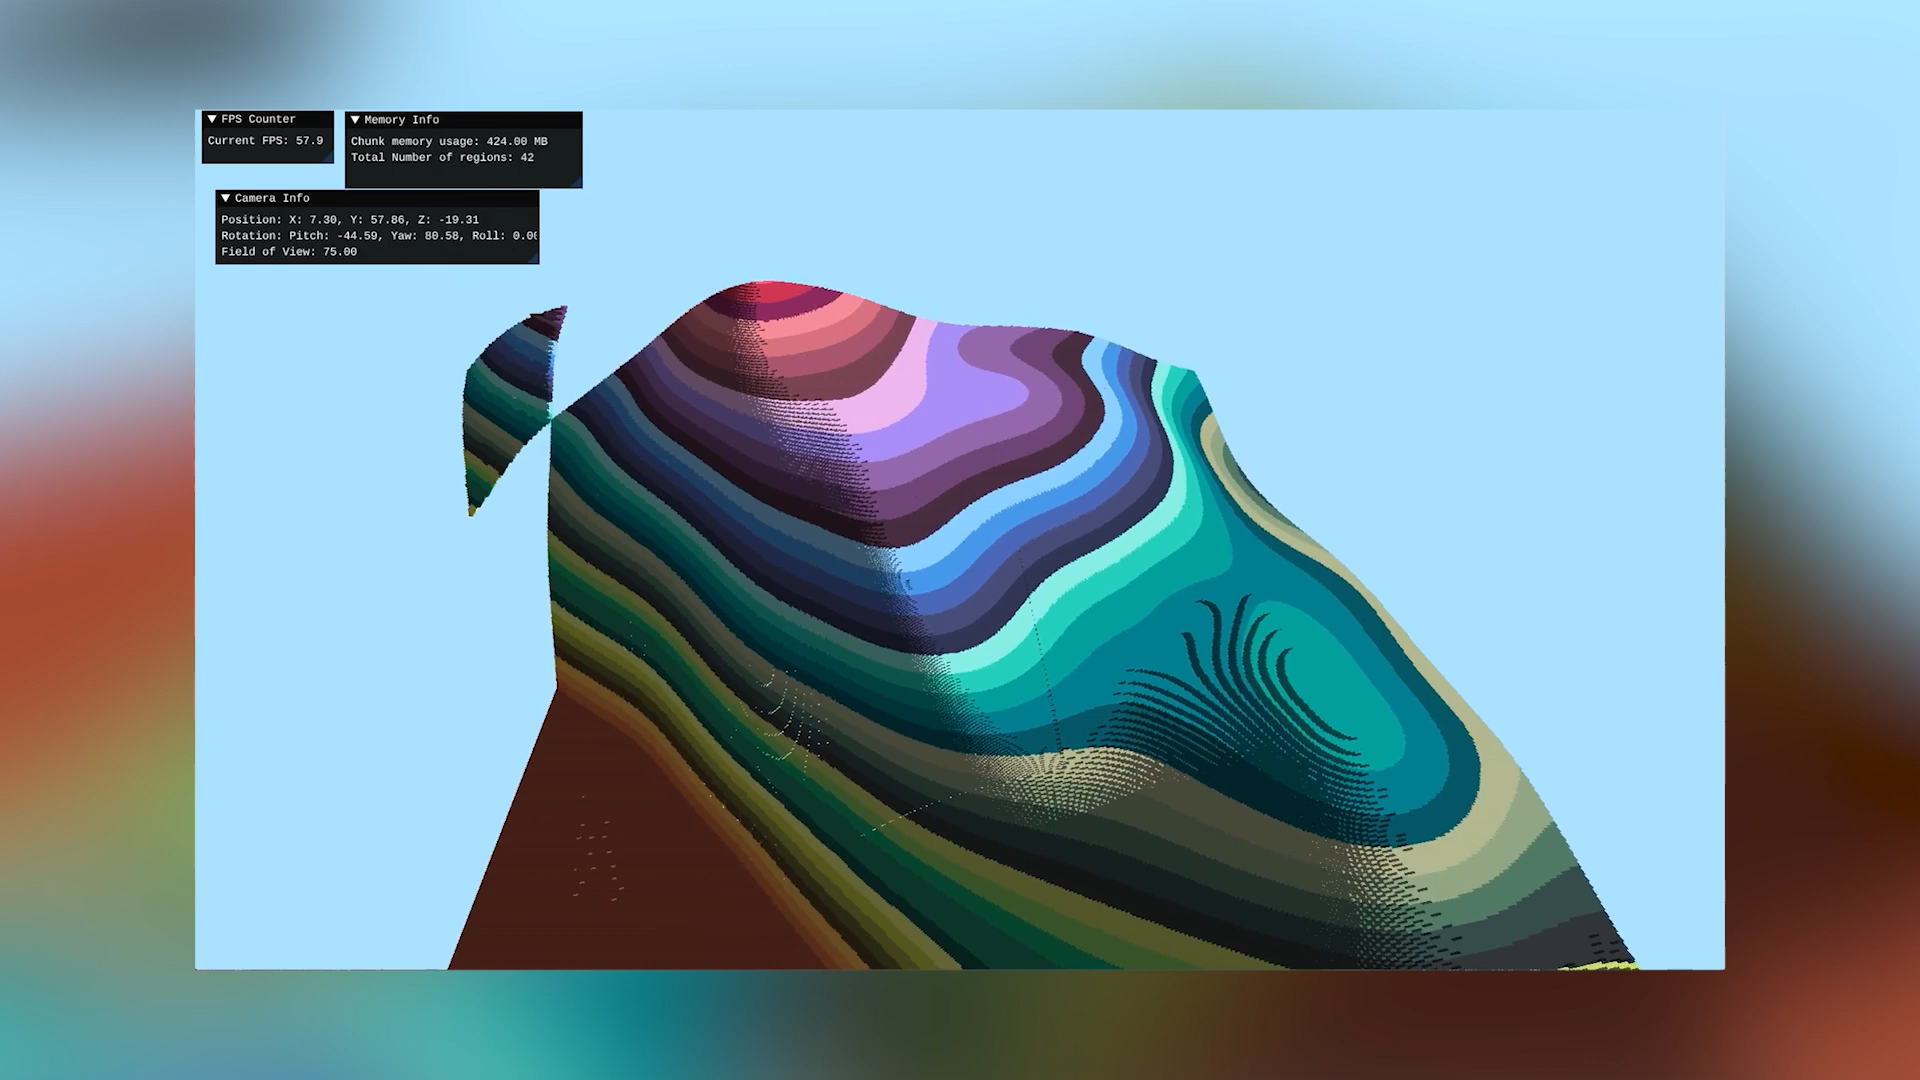 FPS Counter
Current FPS: 57.9
Memory Info
Chunk memory usage: 424.00 MB
Total Number of regions: 42
Camera Info
Position: X: 7.30, Y: 57.86, Z: -19.31
Rotation: Pitch: -44.59, Yaw: 80.58, Roll: 0.00
Field of View: 75.00